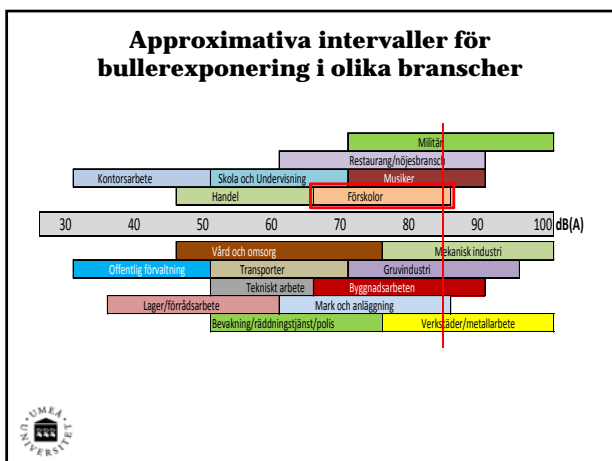 Approximativa intervaller för
bullerexponering i olika branscher
Militär
Restaurang/nöjesbransch
Kontorsarbete Skola och Undervisning Musiker
Handel Förskolor
30 40 50 60 70 80 90 100 dB(A)
Vård och omsorg Mekanisk industri
Offentlig förvaltning Transporter Gruvindustri
Tekniskt arbete Byggnadsarbeten
Lager/förrådsarbete Mark och anläggning
Bevakning/räddningstjänst/polis Verkstäder/metallarbete
UMEÅ UNIVERSITET